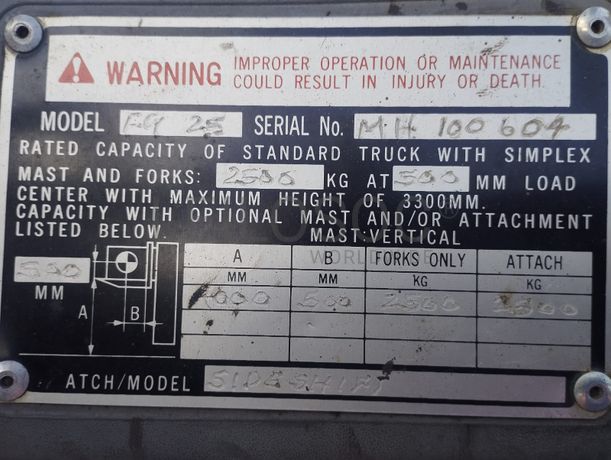 WARNING IMPROPER OPERATION OR MAINTENANCE
COULD RESULT IN INJURY OR DEATH.
MODEL FG 25 SERIAL No. MH 100604
RATED CAPACITY OF STANDARD TRUCK WITH SIMPLEX
MAST AND FORKS: 2500 KG AT 500 MM LOAD
CENTER WITH MAXIMUM HEIGHT OF 3300MM.
CAPACITY WITH OPTIONAL MAST AND/OR ATTACHMENT
LISTED BELOW. MAST:VERTICAL
A B FORKS ONLY ATTACH
MM MM KG KG
500
MM
A
B
500 2500
ATCH/MODEL SIDESHIFT